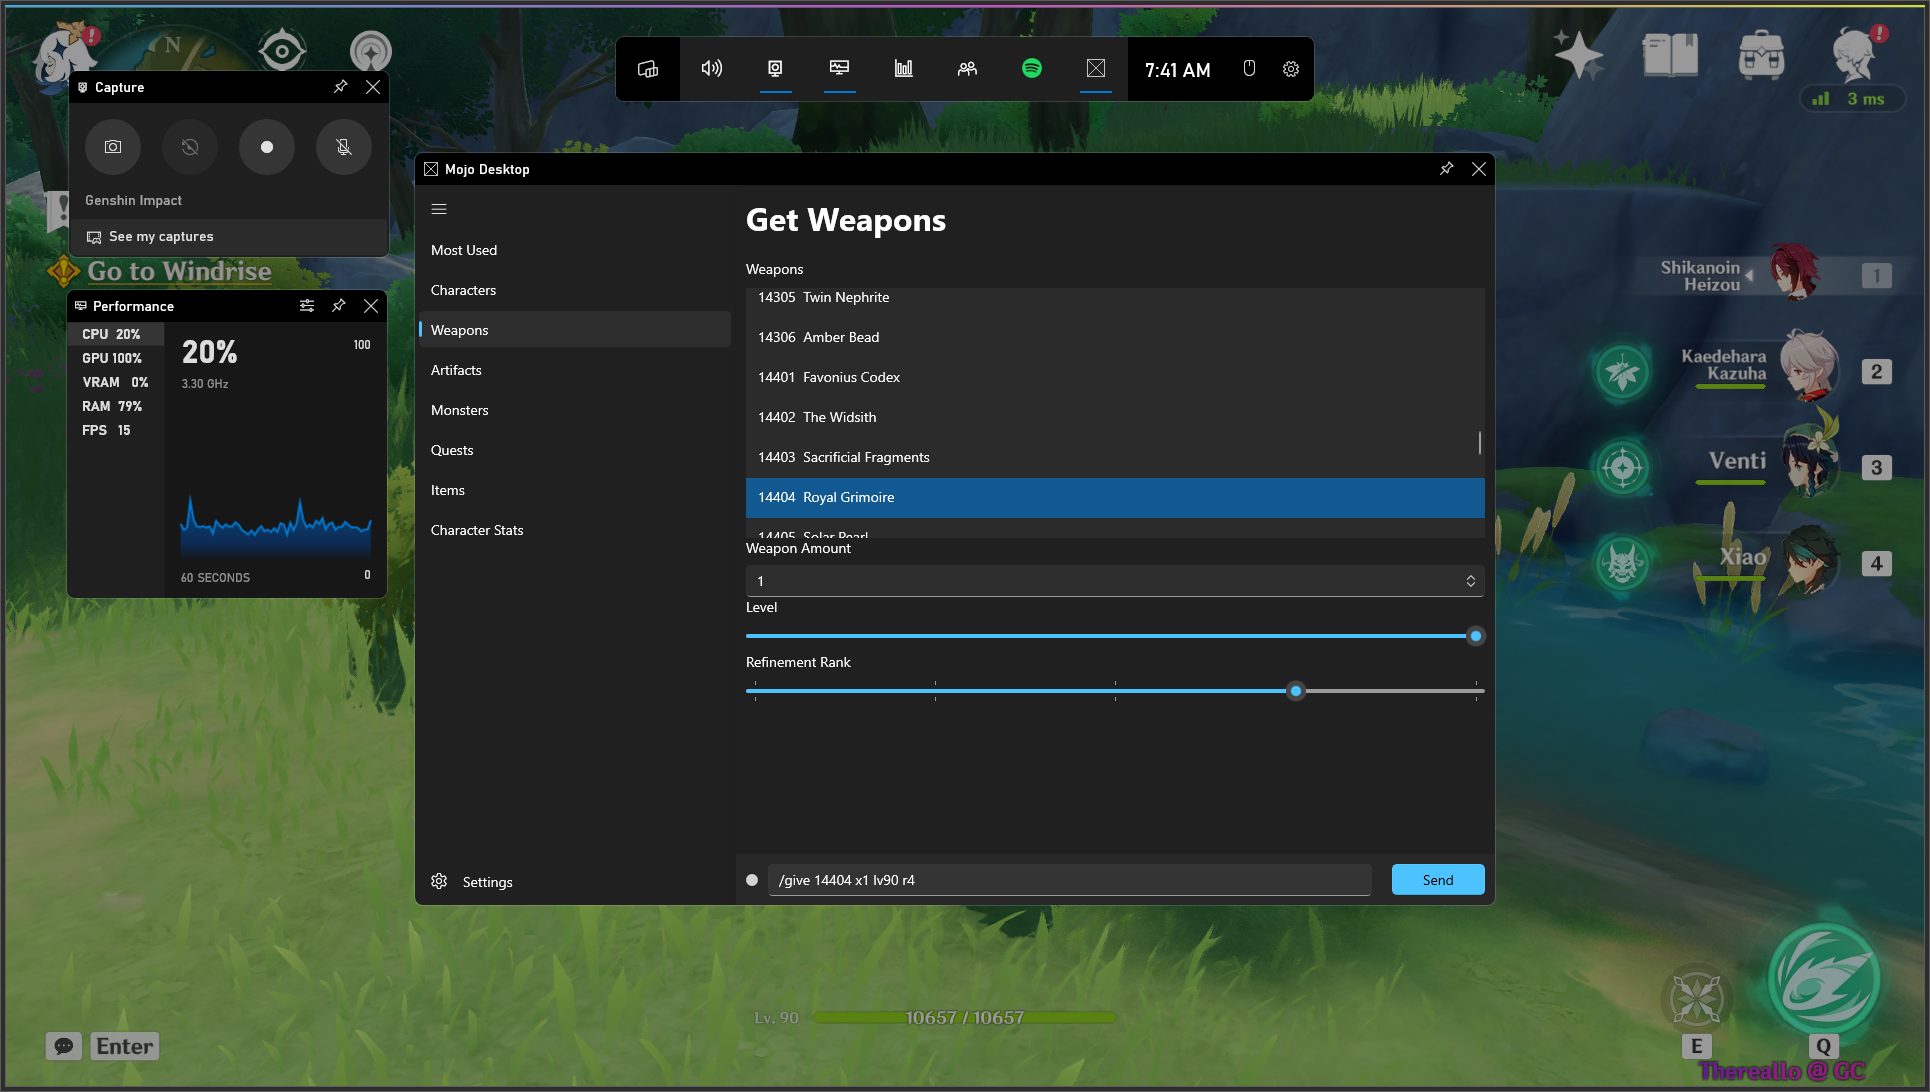 N
7:41 AM
3 ms
Capture
Genshin Impact
See my captures
Go to Windrise
Performance
CPU 20%
GPU 100%
VRAM 0%
RAM 79%
FPS 15
20%
100
3.30 GHz
60 SECONDS
0
Mojo Desktop
Most Used
Characters
Weapons
Artifacts
Monsters
Quests
Items
Character Stats
Settings
Get Weapons
Weapons
14305 Twin Nephrite
14306 Amber Bead
14401 Favonius Codex
14402 The Widsith
14403 Sacrificial Fragments
14404 Royal Grimoire
14405 Solar Pearl
Weapon Amount
1
Level
Refinement Rank
/give 14404 x1 lv90 r4
Send
Shikanoin
Heizou
1
Kaedehara
Kazuha
2
Venti
3
Xiao
4
Lv. 90
10657 / 10657
Enter
E
Q
Thereallo @ GC